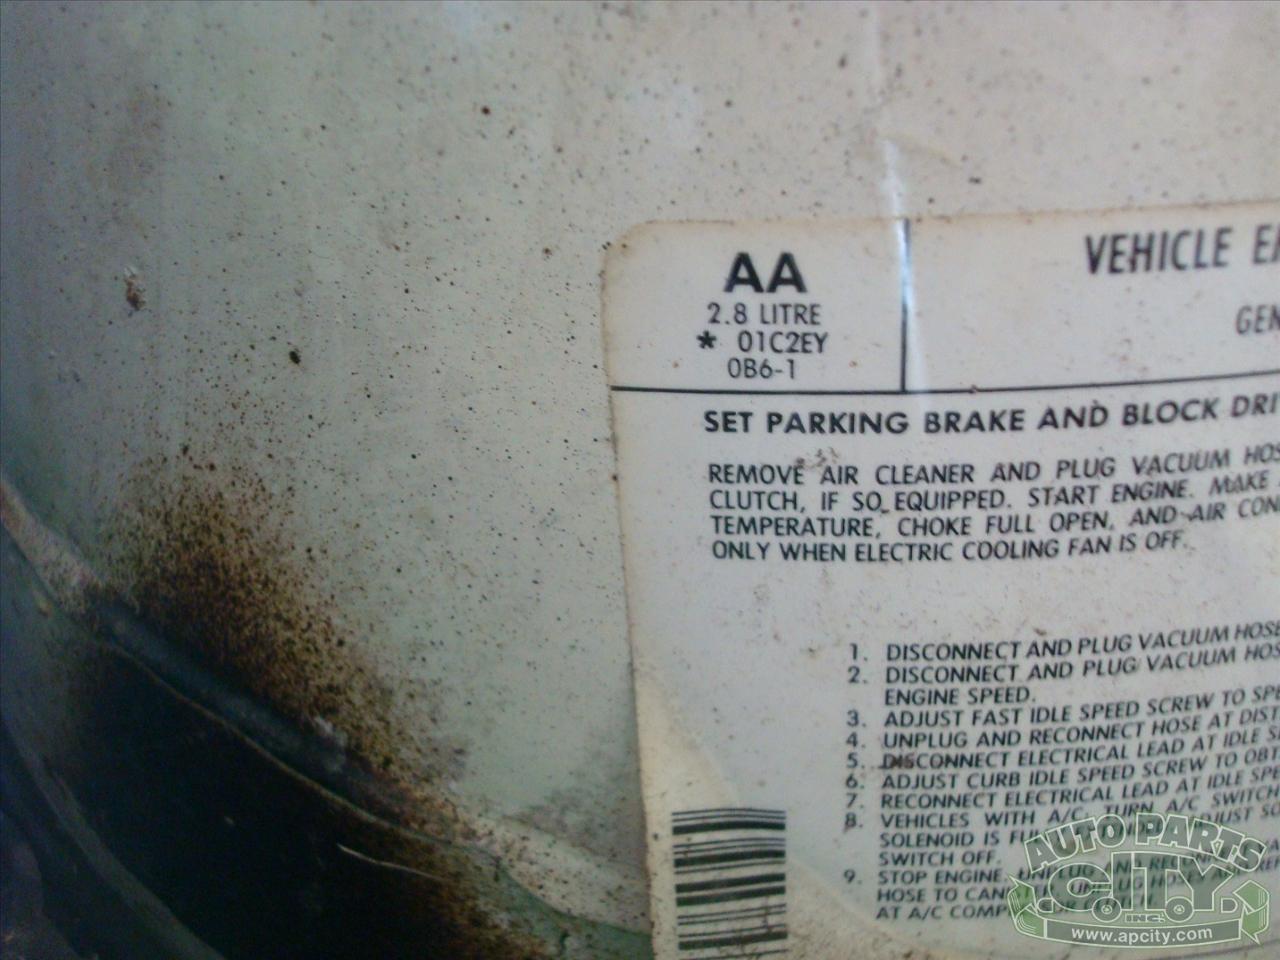 AA
2.8 LITRE
* 01C2EY
0B6-1
VEHICLE
SET PARKING BRAKE AND BLOCK
REMOVE AIR CLEANER AND PLUG VACUUM
CLUTCH, IF SO EQUIPPED. START ENGINE. MAKE
TEMPERATURE, CHOKE FULL OPEN, AND AIR
ONLY WHEN ELECTRIC COOLING FAN IS OFF.
1. DISCONNECT AND PLUG VACUUM HOSE
2. DISCONNECT AND PLUG VACUUM
ENGINE SPEED.
3. ADJUST FAST IDLE SPEED SCREW TO
4. UNPLUG AND RECONNECT HOSE AT
5. DISCONNECT ELECTRICAL LEAD AT IDLE
6. ADJUST CURB IDLE SPEED SCREW TO
7. RECONNECT ELECTRICAL LEAD AT IDLE
8. VEHICLES WITH A/C, TURN A/C SWITCH
SOLENOID IS
SWITCH OFF.
9. STOP ENGINE. UNPLUG AND
HOSE TO
AT A/C
AUTO PARTS
CITY
INC.
www.apcity.com